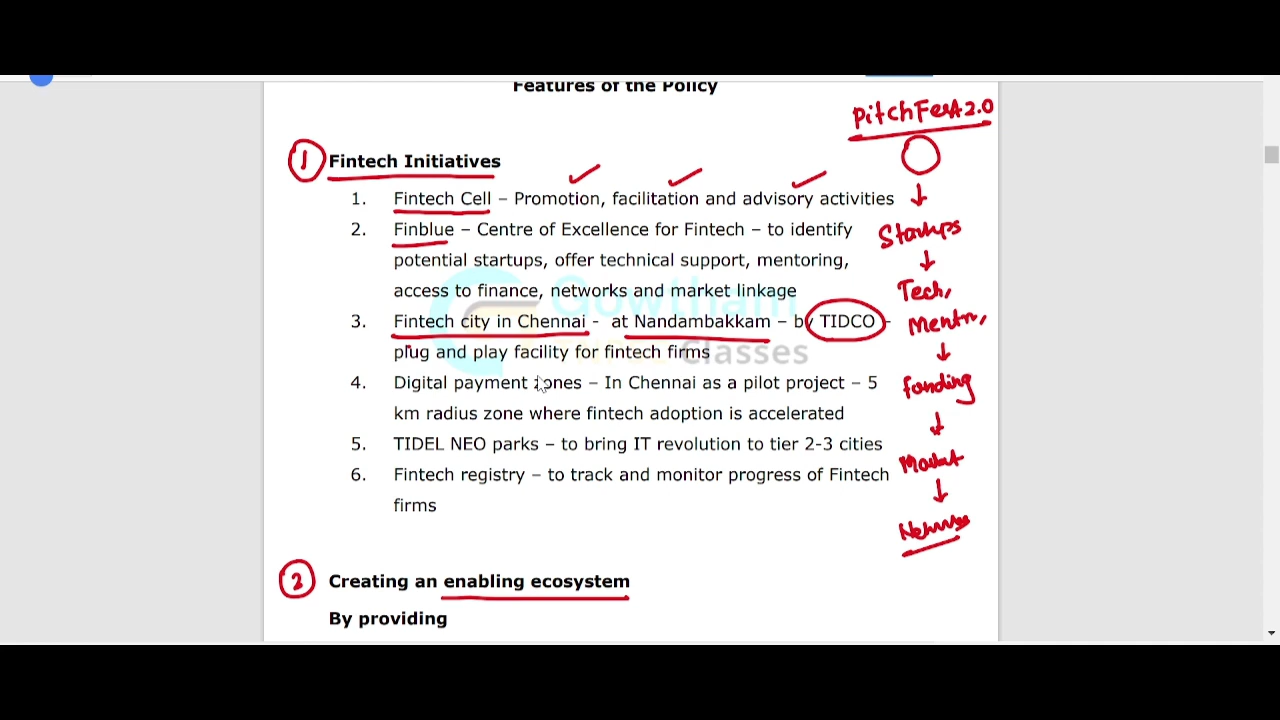 Features of the Policy
PitchFest 2.0
1 Fintech Initiatives
1. Fintech Cell – Promotion, facilitation and advisory activities
2. Finblue – Centre of Excellence for Fintech – to identify
potential startups, offer technical support, mentoring,
access to finance, networks and market linkage
3. Fintech city in Chennai - at Nandambakkam – by TIDCO -
plug and play facility for fintech firms
4. Digital payment zones – In Chennai as a pilot project – 5
km radius zone where fintech adoption is accelerated
5. TIDEL NEO parks – to bring IT revolution to tier 2-3 cities
6. Fintech registry – to track and monitor progress of Fintech
firms
Startups
Tech,
funding
Market
2 Creating an enabling ecosystem
By providing
Gowtham
Classes